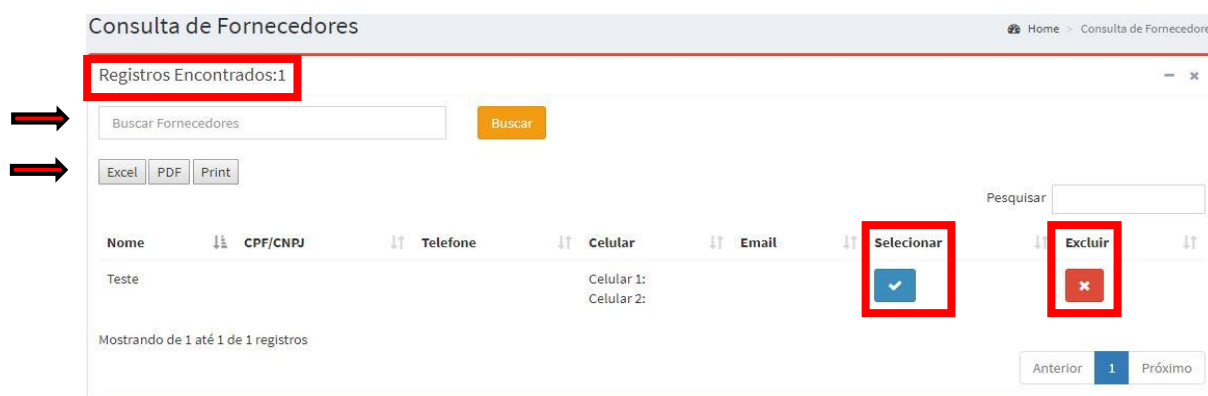 Consulta de Fornecedores
Home > Consulta de Fornecedore
Registros Encontrados:1
Buscar Fornecedores Buscar
Excel PDF Print
Pesquisar
Nome CPF/CNPJ Telefone Celular Email Selecionar Excluir
Teste Celular 1:
Celular 2:
Mostrando de 1 até 1 de 1 registros
Anterior 1 Próximo